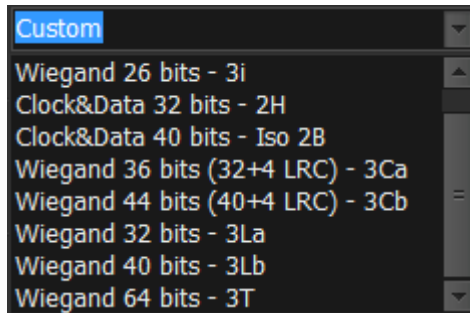 Custom
Wiegand 26 bits - 3i
Clock&Data 32 bits - 2H
Clock&Data 40 bits - Iso 2B
Wiegand 36 bits (32+4 LRC) - 3Ca
Wiegand 44 bits (40+4 LRC) - 3Cb
Wiegand 32 bits - 3La
Wiegand 40 bits - 3Lb
Wiegand 64 bits - 3T